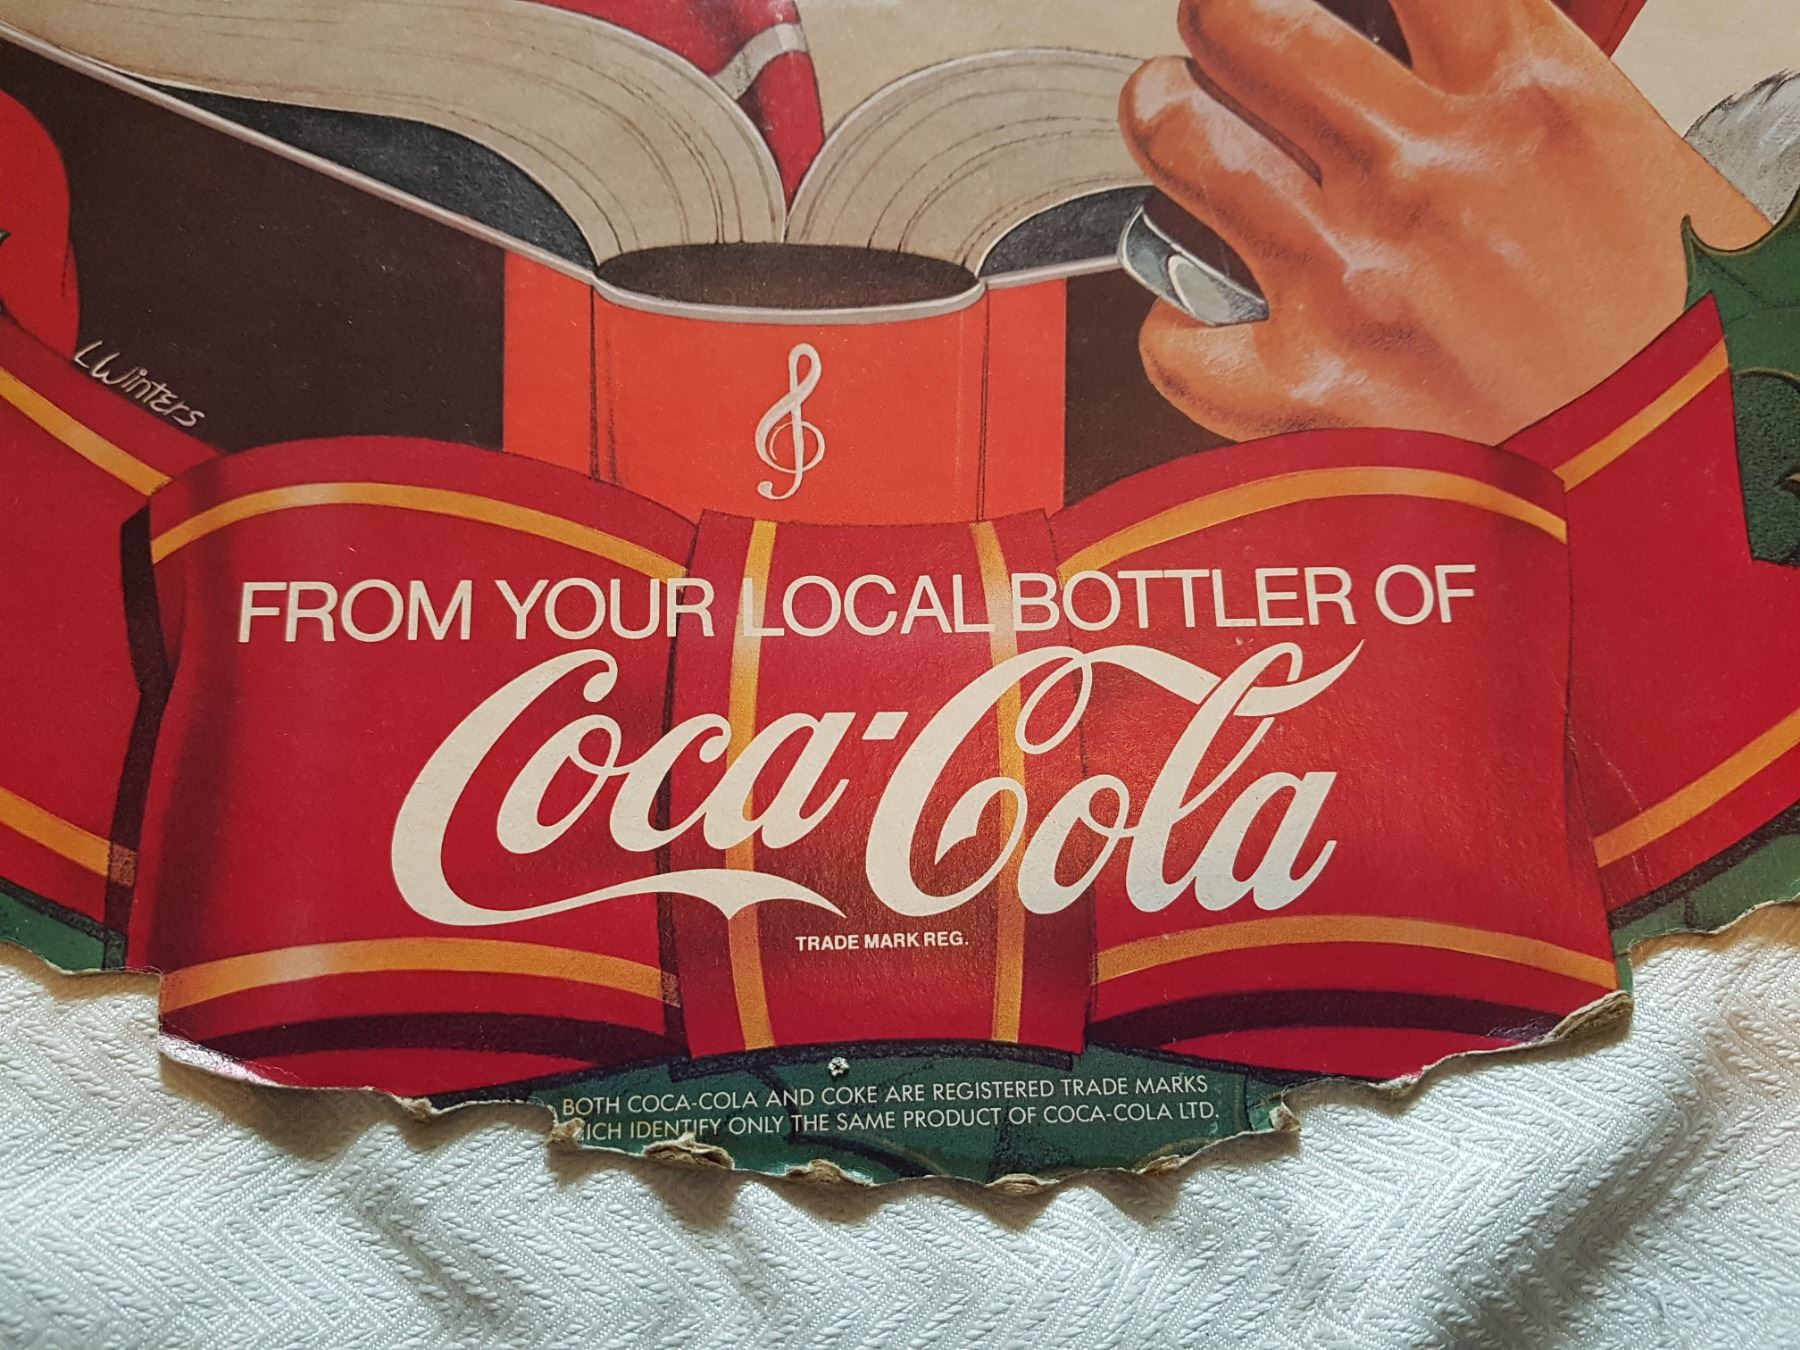 L Winters
FROM YOUR LOCAL BOTTLER OF
Coca-Cola
TRADE MARK REG.
BOTH COCA-COLA AND COKE ARE REGISTERED TRADE MARKS
IDENTIFY ONLY THE SAME PRODUCT OF COCA-COLA LTD.